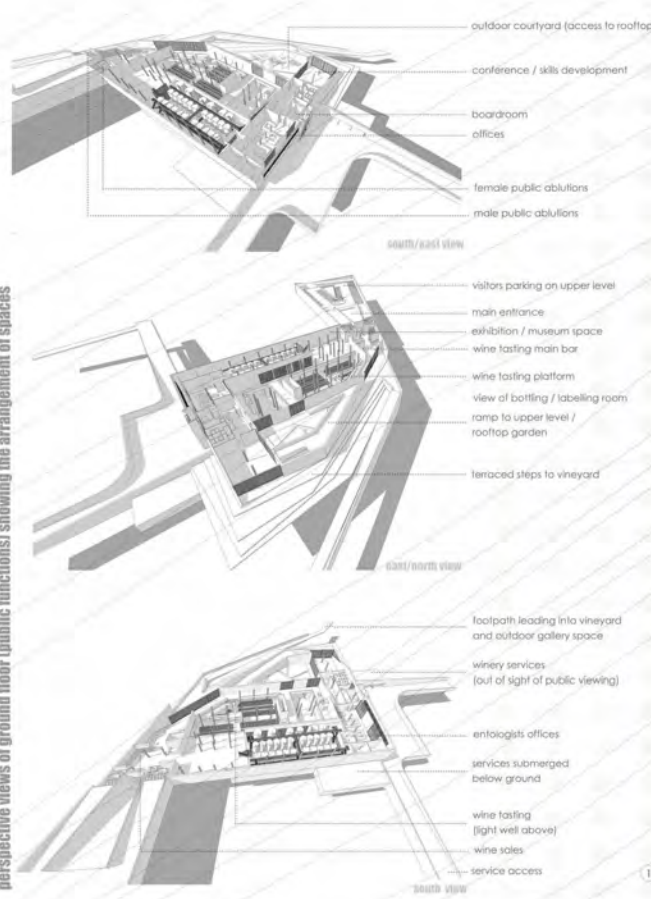 outdoor courtyard (access to rooftop
conference / skills development
boardroom
offices
female public ablutions
male public ablutions
south/east view
perspective views of ground floor (public functions) showing the arrangement of spaces
visitors parking on upper level
main entrance
exhibition / museum space
wine tasting main bar
wine tasting platform
view of bottling / labelling room
ramp to upper level /
rooftop garden
terraced steps to vineyard
east/north view
footpath leading into vineyard
and outdoor gallery space
winery services
(out of sight of public viewing)
entologists offices
services submerged
below ground
wine tasting
(light well above)
wine sales
service access
south view
1